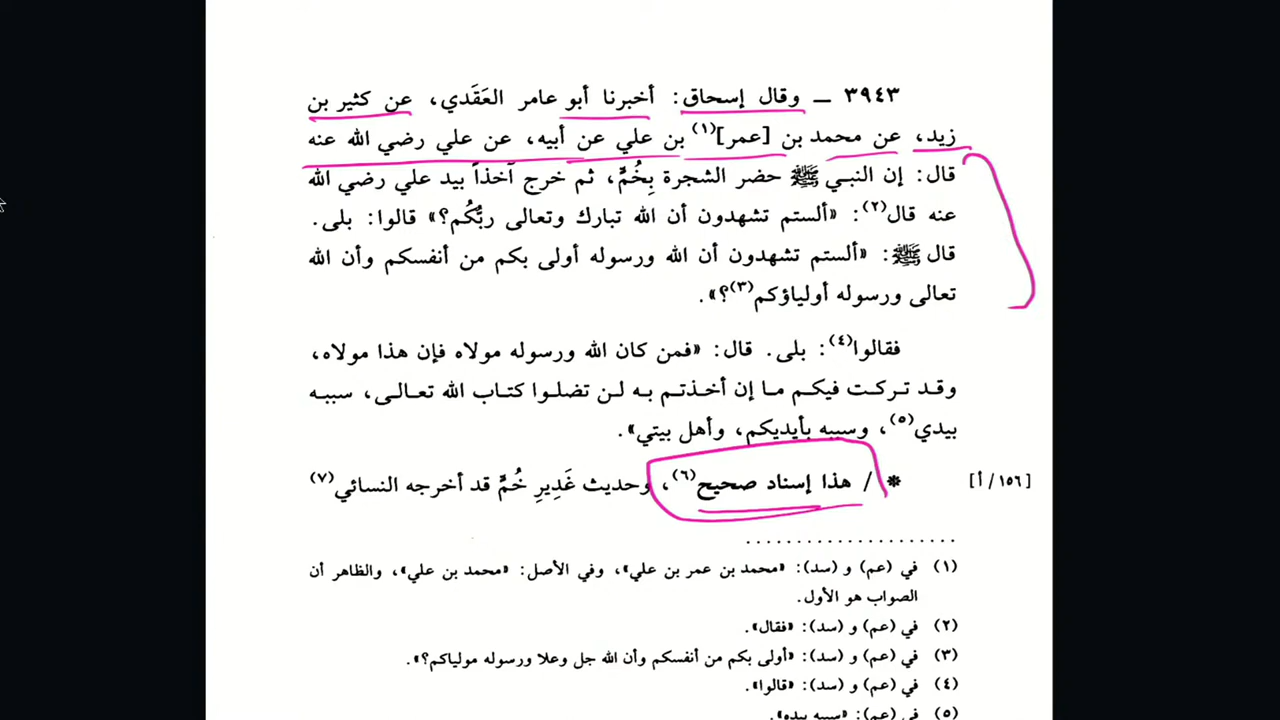 ٣٩٤٣ ــ وقال إسحاق: أخبرنا أبو عامر العَقَدي، عن كثير بن
زيد، عن محمد بن [عمر]⁽¹⁾ بن علي عن أبيه، عن علي رضي الله عنه
قال: إن النبي ﷺ حضر الشجرة بِخُمٍّ، ثم خرج آخذاً بيد علي رضي الله
عنه قال⁽²⁾: «ألستم تشهدون أن الله تبارك وتعالى ربُّكُم؟» قالوا: بلى.
قال ﷺ: «ألستم تشهدون أن الله ورسوله أولى بكم من أنفسكم وأن الله
تعالى ورسوله أولياؤكم⁽³⁾؟».
فقالوا⁽⁴⁾: بلى. قال: «فمن كان الله ورسوله مولاه فإن هذا مولاه،
وقد تركت فيكم ما إن أخذتم به لن تضلوا كتاب الله تعالى، سببه
بيدي⁽⁵⁾، وسببه بأيديكم، وأهل بيتي».
* / هذا إسناد صحيح⁽⁶⁾، وحديث غَدِيرِ خُمٍّ قد أخرجه النسائي⁽⁷⁾ [١٥٦/أ]
(١) في (عم) و (سد): «محمد بن عمر بن علي»، وفي الأصل: «محمد بن علي»، والظاهر أن
الصواب هو الأول.
(٢) في (عم) و (سد): «فقال».
(٣) في (عم) و (سد): «أولى بكم من أنفسكم وأن الله جل وعلا ورسوله مولياكم؟».
(٤) في (عم) و (سد): «قالوا».
(٥) في (عم): «سببه بيده».